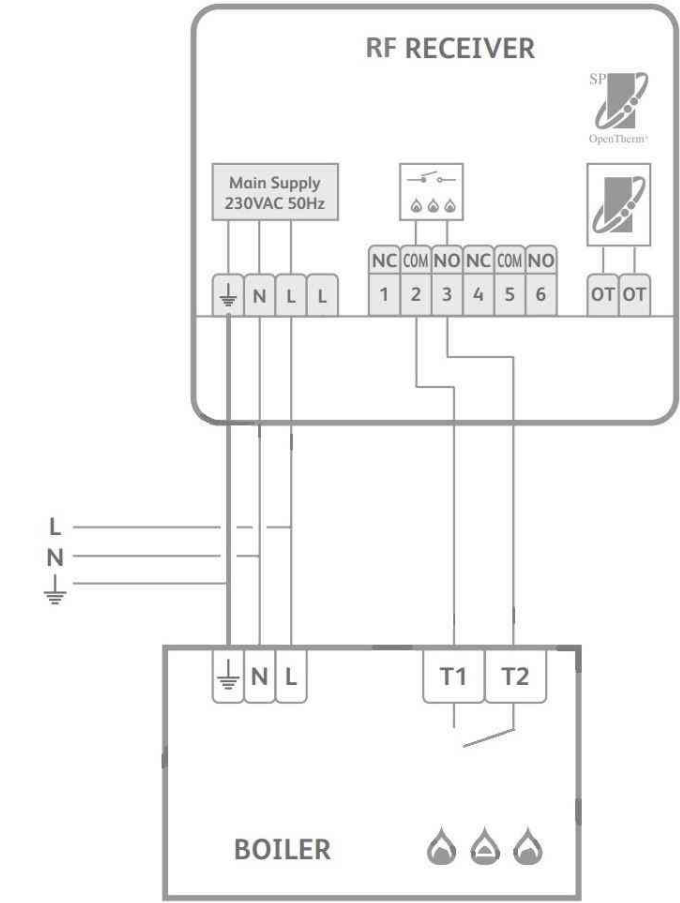 RF RECEIVER
SP
OpenTherm®
Main Supply
230VAC 50Hz
NC COM NO NC COM NO
N L L 1 2 3 4 5 6 OT OT
L
N
N L T1 T2
BOILER